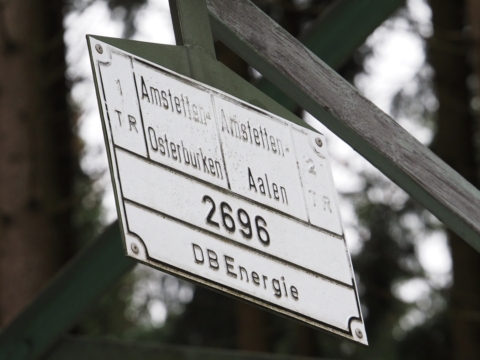 1 TR
Amstetten-
Osterburken
Amstetten-
Aalen
2 TR
2696
DB Energie